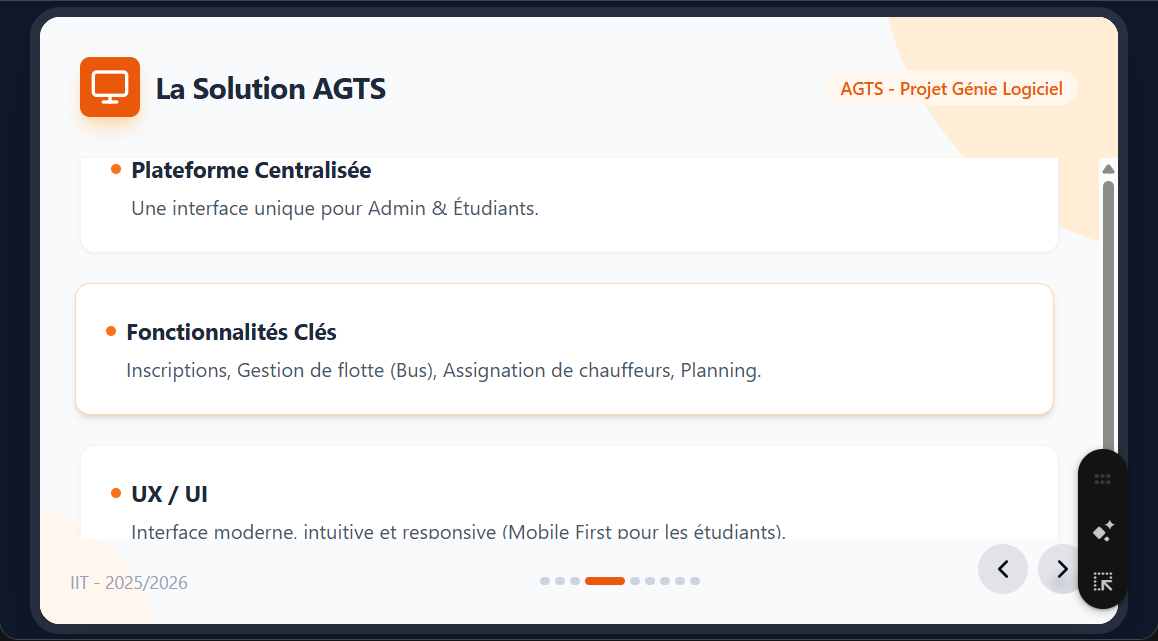 La Solution AGTS
AGTS - Projet Génie Logiciel
Plateforme Centralisée
Une interface unique pour Admin & Étudiants.
Fonctionnalités Clés
Inscriptions, Gestion de flotte (Bus), Assignation de chauffeurs, Planning.
UX / UI
Interface moderne, intuitive et responsive (Mobile First pour les étudiants).
IIT - 2025/2026